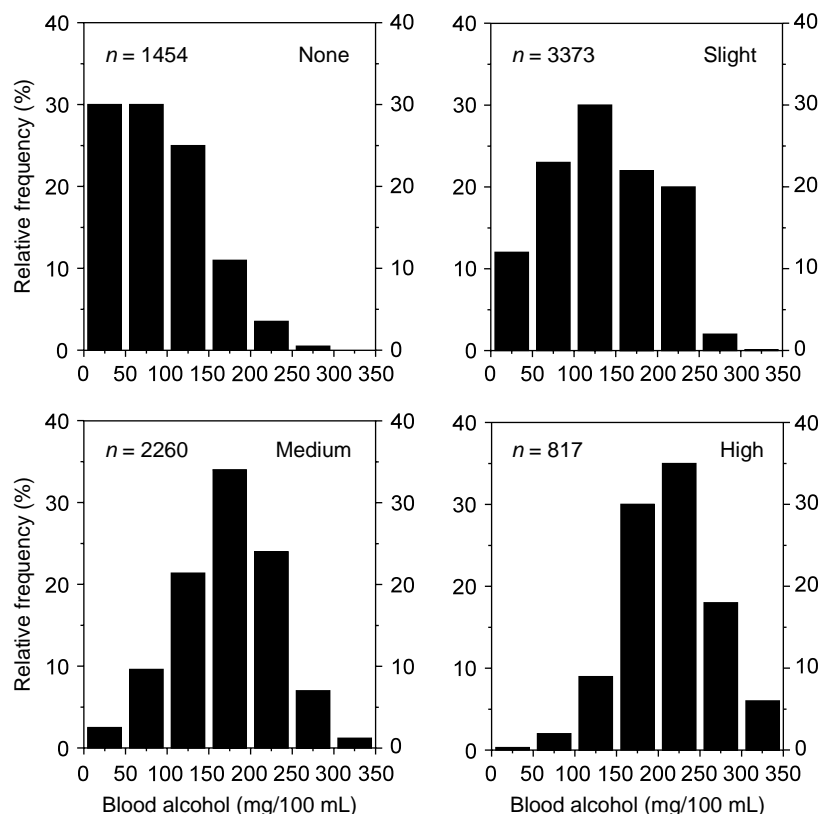 40 40 40 40
n = 1454 None n = 3373 Slight
30 30 30 30
Relative frequency (%)
20 20 20 20
10 10 10 10
0 0 0 0
0 50 100 150 200 250 300 350 0 50 100 150 200 250 300 350
40 40 40 40
n = 2260 Medium n = 817 High
30 30 30 30
Relative frequency (%)
20 20 20 20
10 10 10 10
0 0 0 0
0 50 100 150 200 250 300 350 0 50 100 150 200 250 300 350
Blood alcohol (mg/100 mL) Blood alcohol (mg/100 mL)